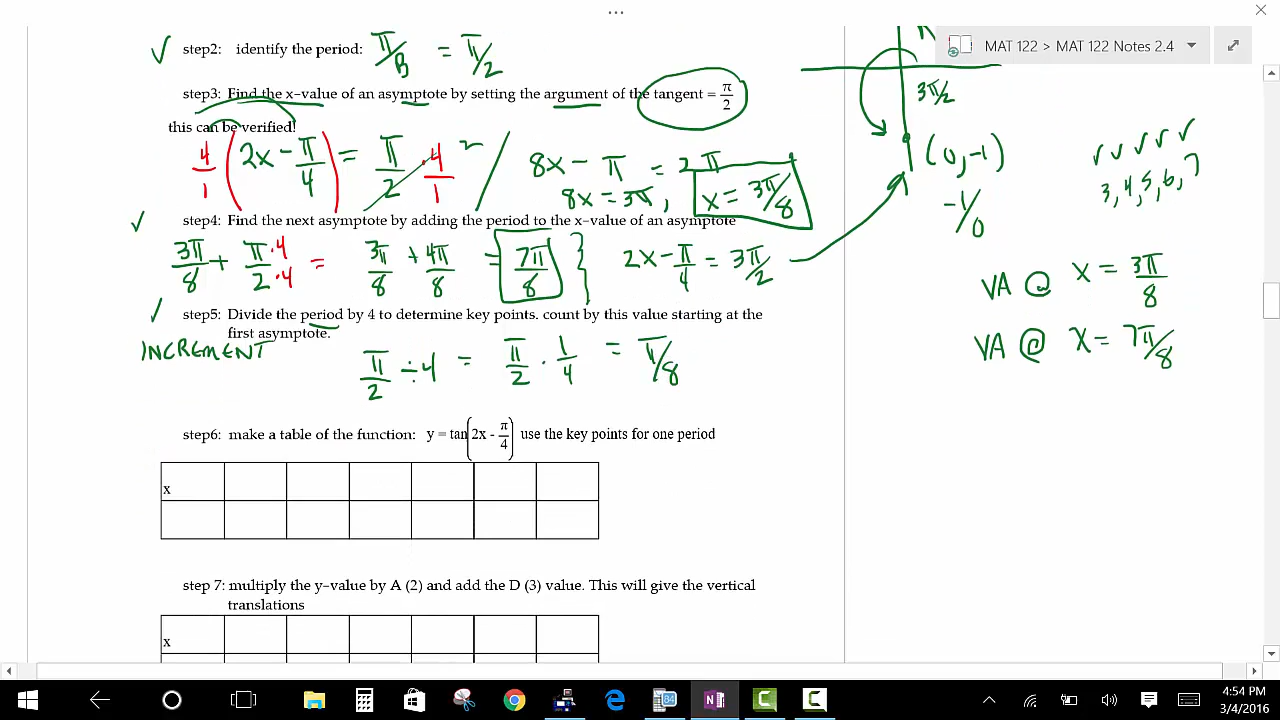 MAT 122 > MAT 122 Notes 2.4
✓ step2: identify the period: π/B = π/2
step3: Find the x-value of an asymptote by setting the argument of the tangent = π/2
this can be verified!
4/1 (2x - π/4) = π/2 · 4/1
8x - π = 2π
8x = 3π, x = 3π/8
3π/2
(0, -1)
-1/0
✓ ✓ ✓ ✓ ✓
3, 4, 5, 6, 7
✓ step4: Find the next asymptote by adding the period to the x-value of an asymptote
3π/8 + π/2 ·4/·4 = 3π/8 + 4π/8 = 7π/8 } 2x - π/4 = 3π/2
VA @ x = 3π/8
VA @ x = 7π/8
✓ step5: Divide the period by 4 to determine key points. count by this value starting at the
first asymptote.
INCREMENT
π/2 ÷ 4 = π/2 · 1/4 = π/8
step6: make a table of the function: y = tan(2x - π/4) use the key points for one period
x
step 7: multiply the y-value by A (2) and add the D (3) value. This will give the vertical
translations
x
4:54 PM
3/4/2016